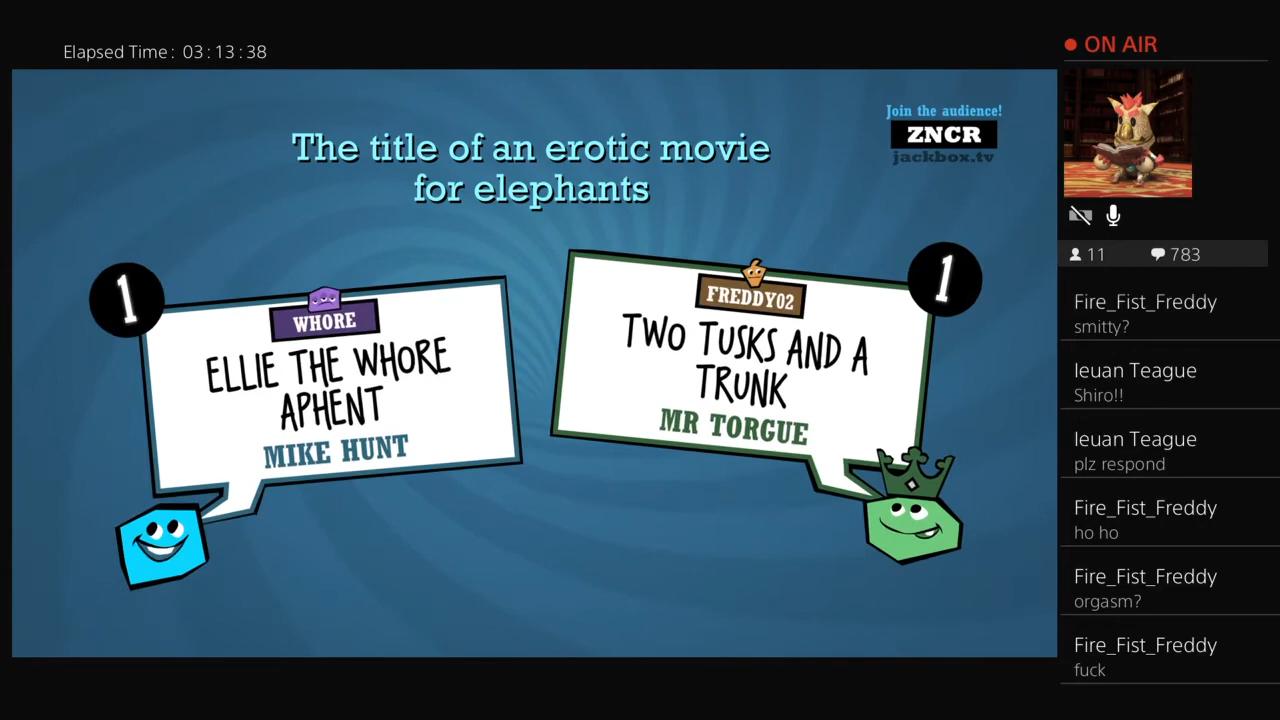 Elapsed Time: 03:13:38
ON AIR
Join the audience!
ZNCR
jackbox.tv
The title of an erotic movie
for elephants
1
WHORE
ELLIE THE WHORE
APHENT
MIKE HUNT
1
FREDDY02
TWO TUSKS AND A
TRUNK
MR TORGUE
11 783
Fire_Fist_Freddy
smitty?
Ieuan Teague
Shiro!!
Ieuan Teague
plz respond
Fire_Fist_Freddy
ho ho
Fire_Fist_Freddy
orgasm?
Fire_Fist_Freddy
fuck